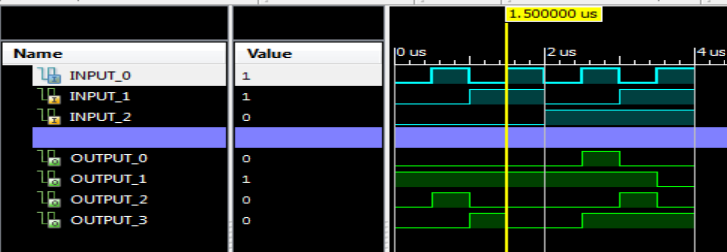 1.500000 us
Name Value 0 us 2 us 4 us
INPUT_0 1
INPUT_1 1
INPUT_2 0
OUTPUT_0 0
OUTPUT_1 1
OUTPUT_2 0
OUTPUT_3 0